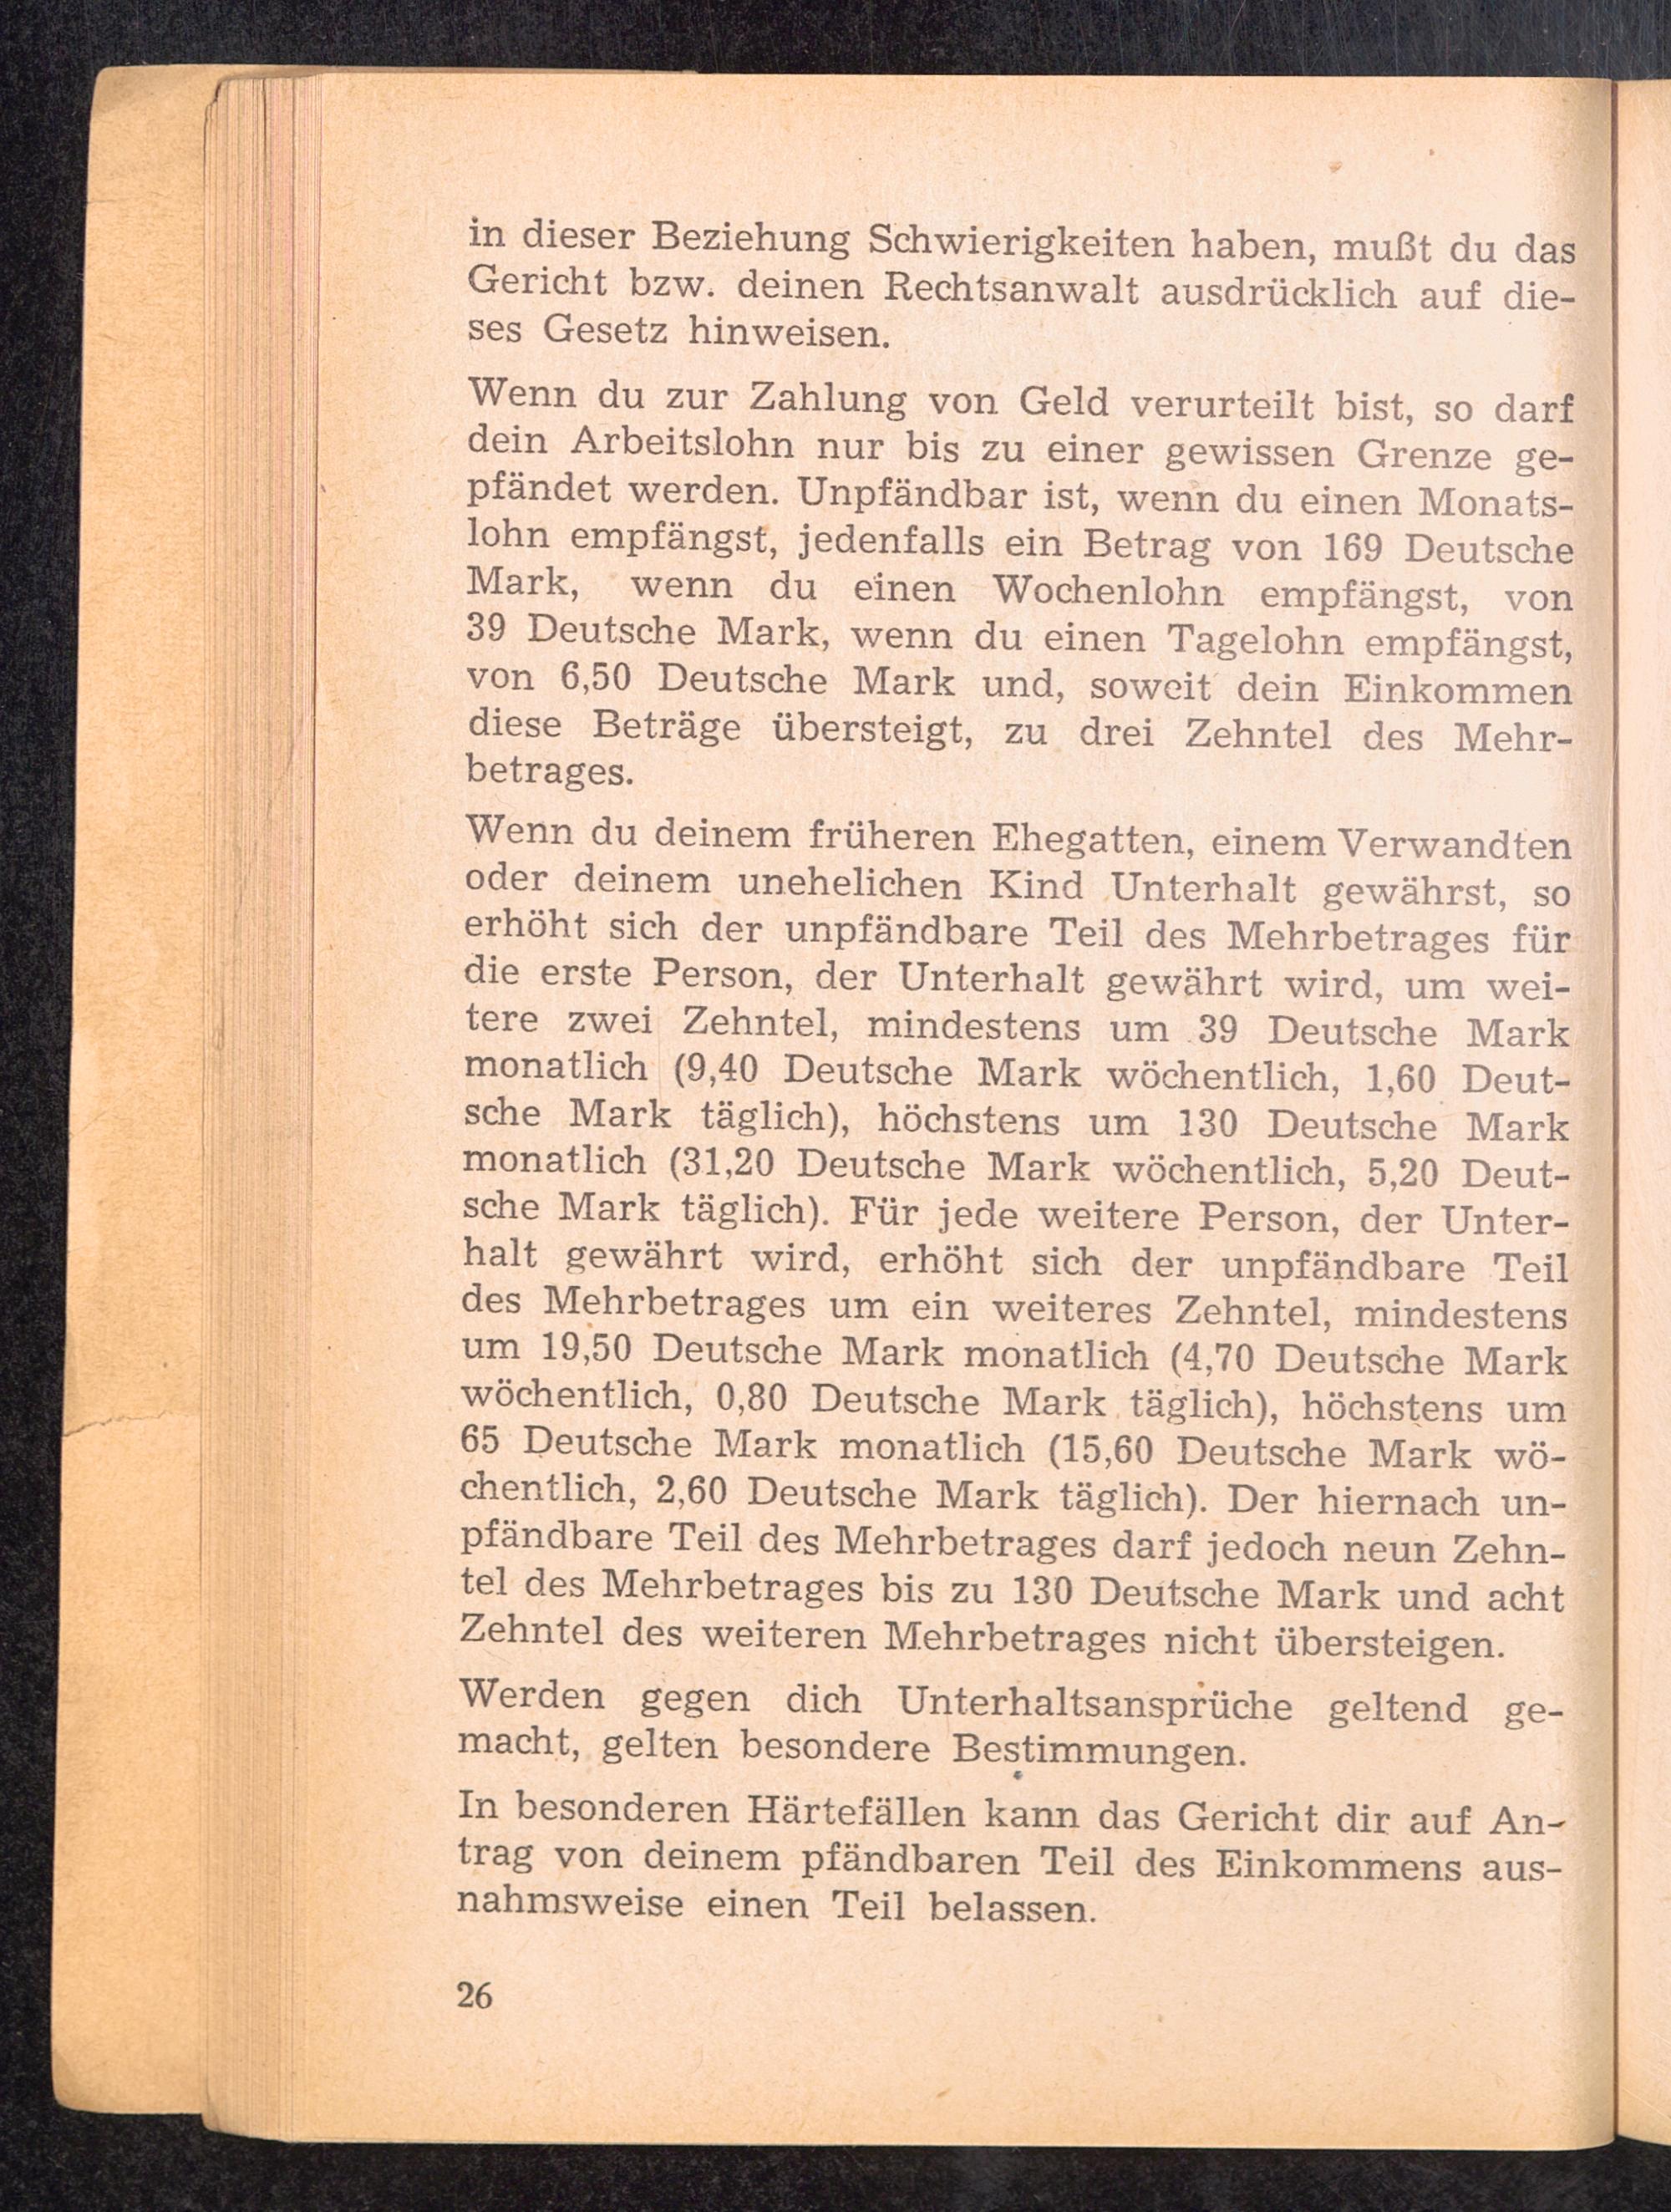 in dieser Beziehung Schwierigkeiten haben, mußt du das
Gericht bzw. deinen Rechtsanwalt ausdrücklich auf die-
ses Gesetz hinweisen.
Wenn du zur Zahlung von Geld verurteilt bist, so darf
dein Arbeitslohn nur bis zu einer gewissen Grenze ge-
pfändet werden. Unpfändbar ist, wenn du einen Monats-
lohn empfängst, jedenfalls ein Betrag von 169 Deutsche
Mark, wenn du einen Wochenlohn empfängst, von
39 Deutsche Mark, wenn du einen Tagelohn empfängst,
von 6,50 Deutsche Mark und, soweit dein Einkommen
diese Beträge übersteigt, zu drei Zehntel des Mehr-
betrages.
Wenn du deinem früheren Ehegatten, einem Verwandten
oder deinem unehelichen Kind Unterhalt gewährst, so
erhöht sich der unpfändbare Teil des Mehrbetrages für
die erste Person, der Unterhalt gewährt wird, um wei-
tere zwei Zehntel, mindestens um 39 Deutsche Mark
monatlich (9,40 Deutsche Mark wöchentlich, 1,60 Deut-
sche Mark täglich), höchstens um 130 Deutsche Mark
monatlich (31,20 Deutsche Mark wöchentlich, 5,20 Deut-
sche Mark täglich). Für jede weitere Person, der Unter-
halt gewährt wird, erhöht sich der unpfändbare Teil
des Mehrbetrages um ein weiteres Zehntel, mindestens
um 19,50 Deutsche Mark monatlich (4,70 Deutsche Mark
wöchentlich, 0,80 Deutsche Mark täglich), höchstens um
65 Deutsche Mark monatlich (15,60 Deutsche Mark wö-
chentlich, 2,60 Deutsche Mark täglich). Der hiernach un-
pfändbare Teil des Mehrbetrages darf jedoch neun Zehn-
tel des Mehrbetrages bis zu 130 Deutsche Mark und acht
Zehntel des weiteren Mehrbetrages nicht übersteigen.
Werden gegen dich Unterhaltsansprüche geltend ge-
macht, gelten besondere Bestimmungen.
In besonderen Härtefällen kann das Gericht dir auf An-
trag von deinem pfändbaren Teil des Einkommens aus-
nahmsweise einen Teil belassen.
26